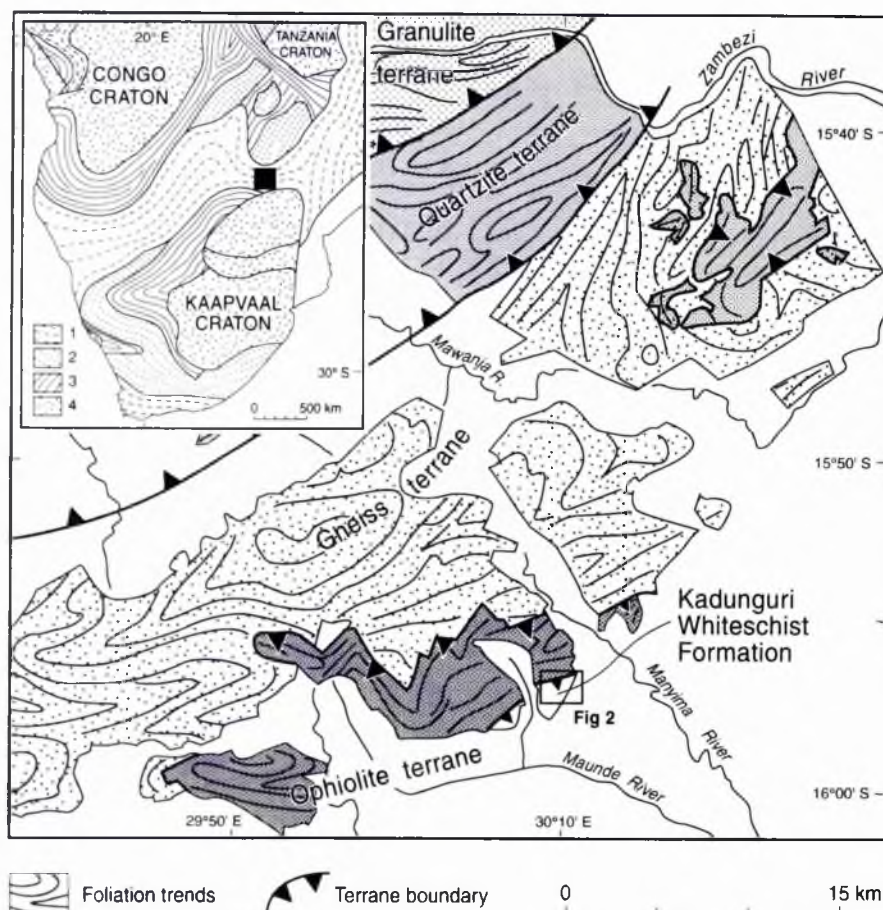 20° E
TANZANIA
CRATON
CONGO
CRATON
KAAPVAAL
CRATON
1
2
3
4
30° S
0 500 km
Granulite
terrane
Zambezi
River
15°40' S
Quartzite terrane
Mawanja R.
15°50' S
Gneiss terrane
Kadunguri
Whiteschist
Formation
Fig 2
Manyima
River
Ophiolite terrane
Maunde River
16°00' S
29°50' E
30°10' E
Foliation trends
Terrane boundary
0 15 km